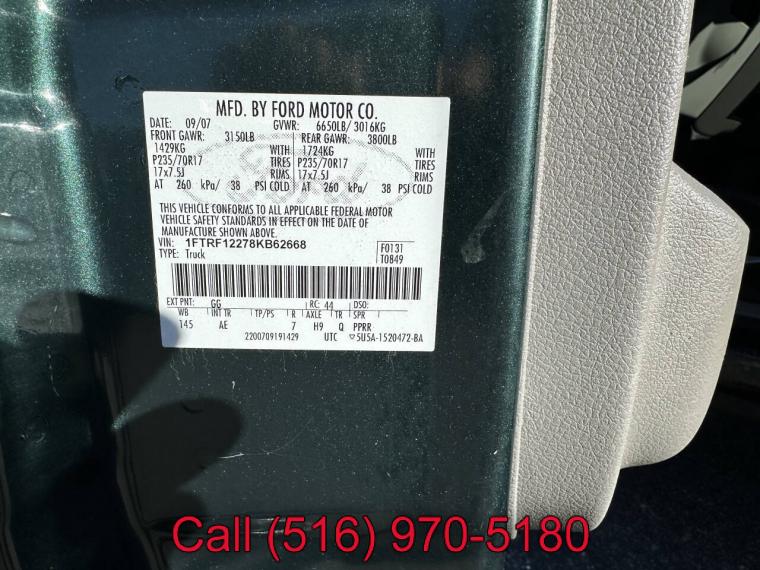 MFD. BY FORD MOTOR CO.
DATE: 09/07 GVWR: 6650LB/ 3016KG
FRONT GAWR: 3150LB REAR GAWR: 3800LB
1429KG WITH 1724KG WITH
P235/70R17 TIRES P235/70R17 TIRES
17x7.5J RIMS 17x7.5J RIMS
AT 260 kPa/ 38 PSI COLD AT 260 kPa/ 38 PSI COLD
THIS VEHICLE CONFORMS TO ALL APPLICABLE FEDERAL MOTOR
VEHICLE SAFETY STANDARDS IN EFFECT ON THE DATE OF
MANUFACTURE SHOWN ABOVE.
VIN: 1FTRF12278KB62668 F0131
TYPE: Truck T0849
EXT PNT: GG RC: 44 DSO:
WB INT TR TP/PS R AXLE TR SPR
145 AE 7 H9 Q PPRR
2200709191429 UTC 5U5A-1520472-BA
Call (516) 970-5180